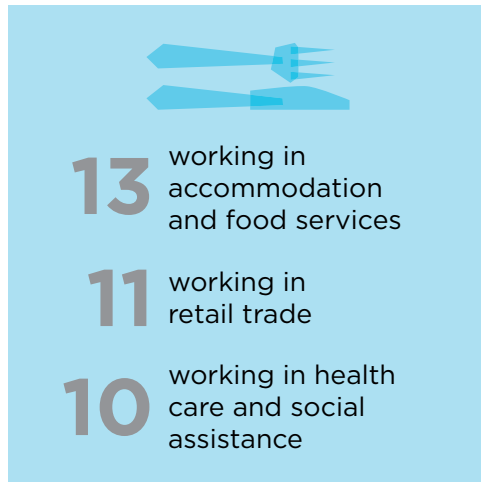 13 working in
accommodation
and food services
11 working in
retail trade
10 working in health
care and social
assistance